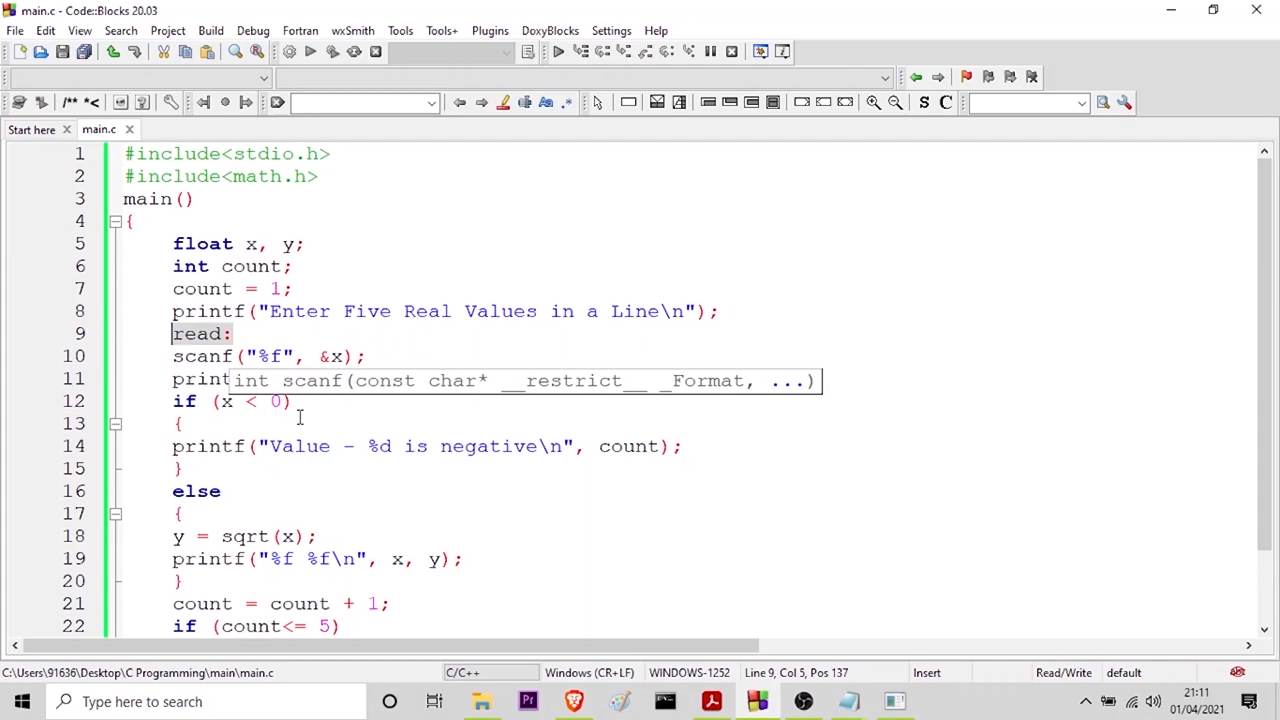 main.c - Code::Blocks 20.03
File Edit View Search Project Build Debug Fortran wxSmith Tools Tools+ Plugins DoxyBlocks Settings Help
/** *< S C
Start here main.c
1 #include<stdio.h>
2 #include<math.h>
3 main()
4 {
5 float x, y;
6 int count;
7 count = 1;
8 printf("Enter Five Real Values in a Line\n");
9 read:
10 scanf("%f", &x);
11 print int scanf(const char* __restrict__ _Format, ...)
12 if (x < 0)
13 {
14 printf("Value - %d is negative\n", count);
15 }
16 else
17 {
18 y = sqrt(x);
19 printf("%f %f\n", x, y);
20 }
21 count = count + 1;
22 if (count<= 5)
C:\Users\91636\Desktop\C Programming\main\main.c C/C++ Windows (CR+LF) WINDOWS-1252 Line 9, Col 5, Pos 137 Insert Read/Write default
Type here to search Pr 21:11
01/04/2021